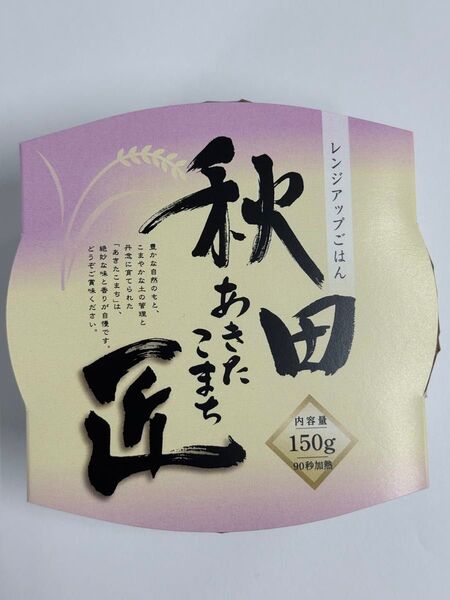 レンジアップごはん
秋田
あきた
こまち
匠
豊かな自然のもと、
こまやかな土の管理と
丹念に育てられた
「あきたこまち」は、
絶妙な味と香りが自慢です。
どうぞご賞味ください。
内容量
150g
90秒加熱